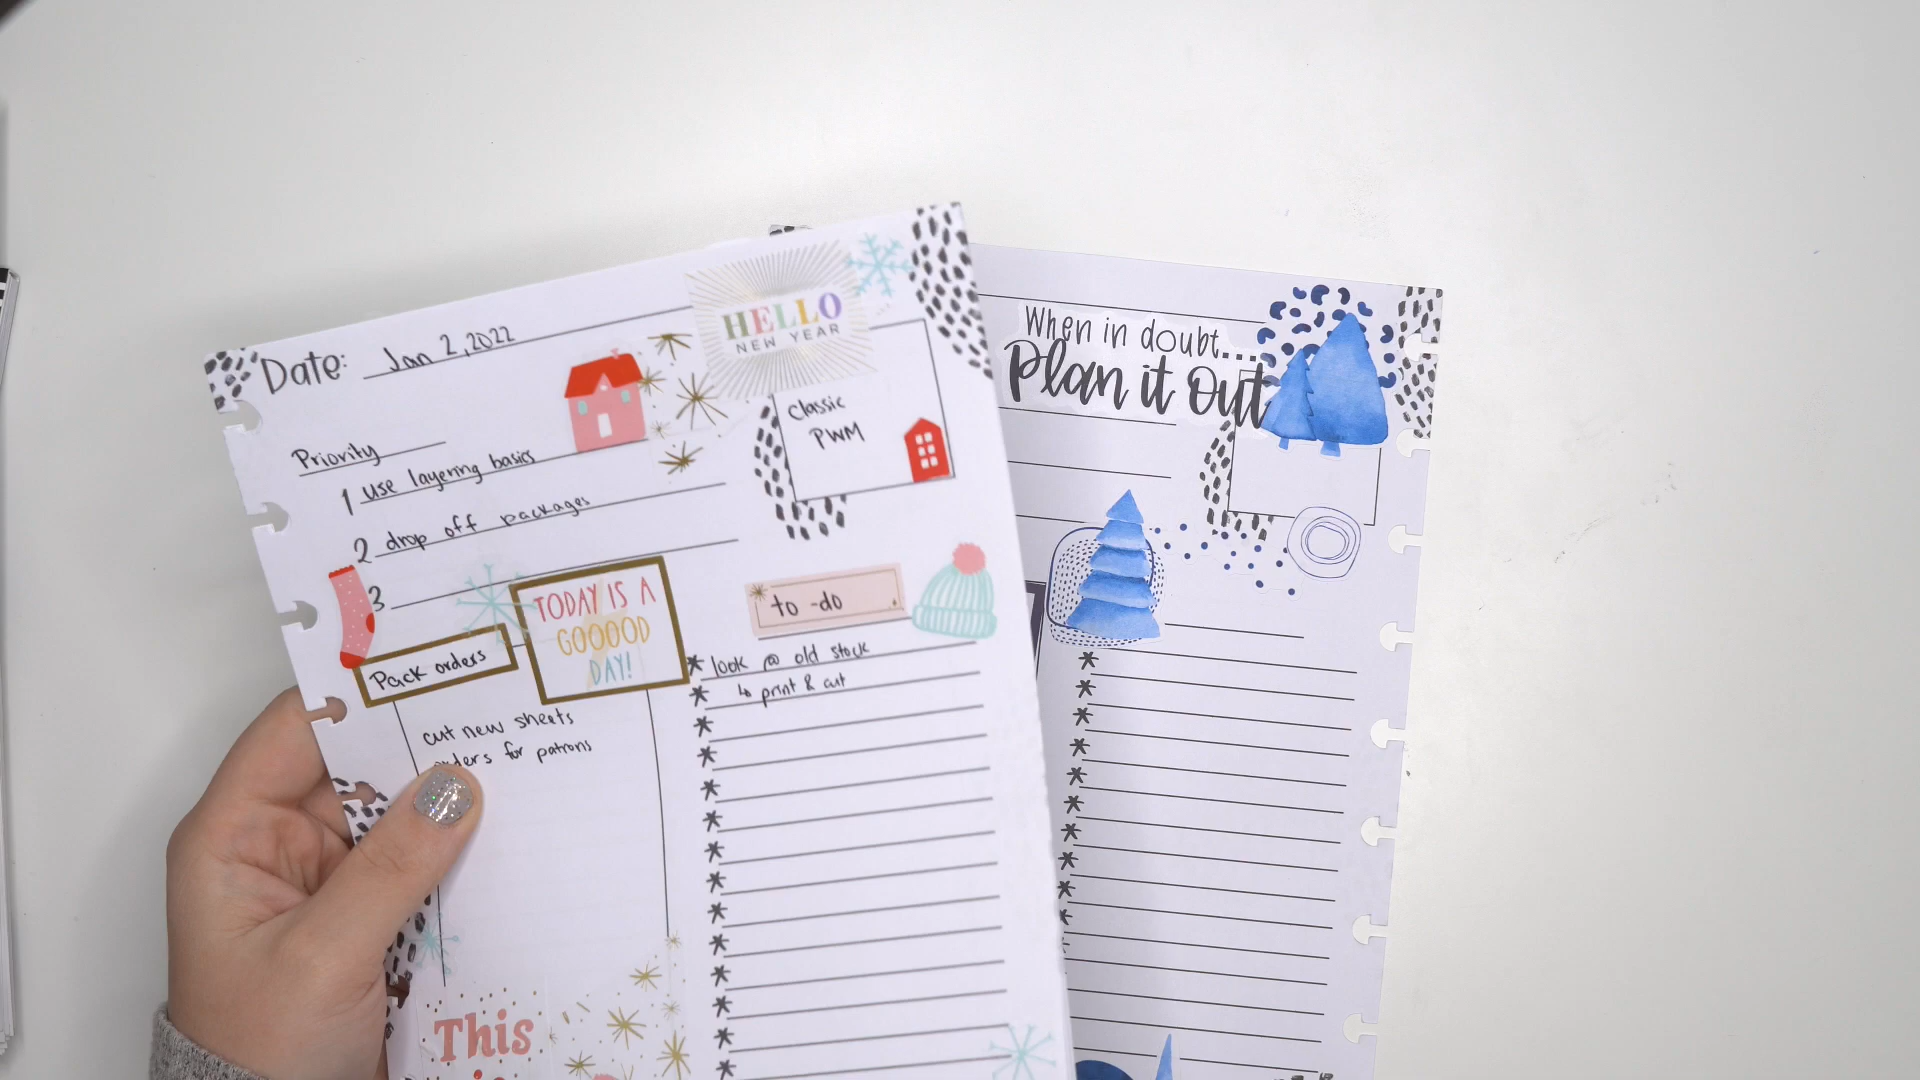 Date: Jan 2, 2022
HELLO
NEW YEAR
Classic
PWM
Priority
1 use layering basics
2 drop off packages
3
TODAY IS A
GOOOOD
DAY!
Pack orders
cut new sheets
orders for patrons
to-do
* look @ old stock
* ↳ print & cut
This
When in doubt....
Plan it Out